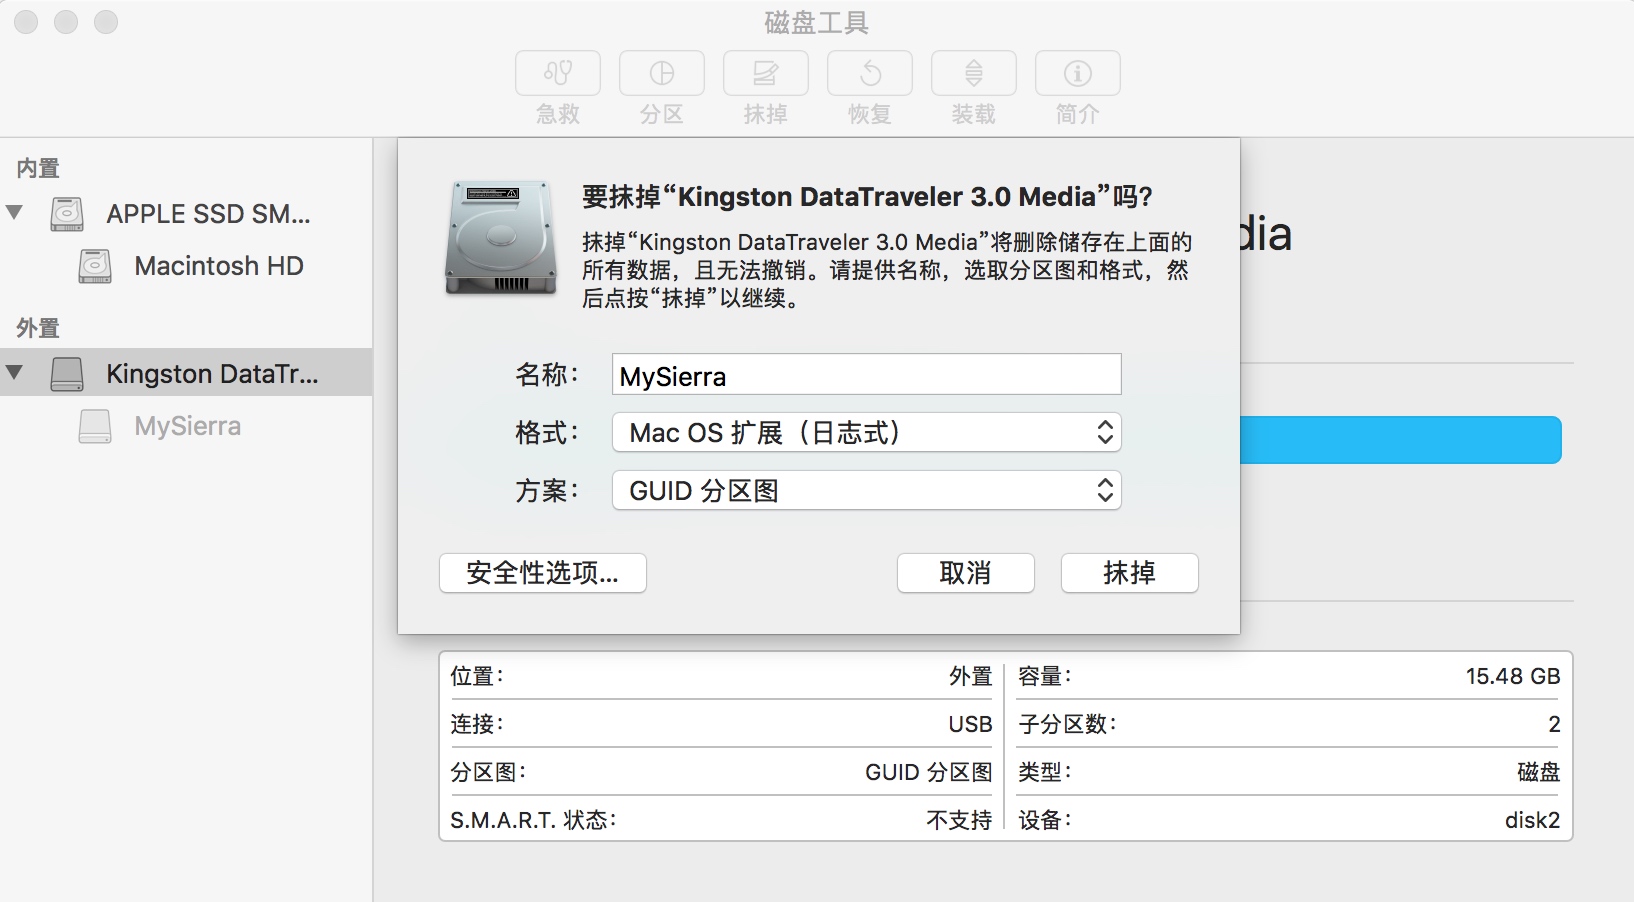 磁盘工具
急救
分区
抹掉
恢复
装载
简介
内置
APPLE SSD SM...
Macintosh HD
外置
Kingston DataTr...
MySierra
dia
要抹掉“Kingston DataTraveler 3.0 Media”吗？
抹掉“Kingston DataTraveler 3.0 Media”将删除储存在上面的
所有数据，且无法撤销。请提供名称，选取分区图和格式，然
后点按“抹掉”以继续。
名称： MySierra
格式： Mac OS 扩展（日志式）
方案： GUID 分区图
安全性选项...
取消
抹掉
位置： 外置
容量： 15.48 GB
连接： USB
子分区数： 2
分区图： GUID 分区图
类型： 磁盘
S.M.A.R.T. 状态： 不支持
设备： disk2